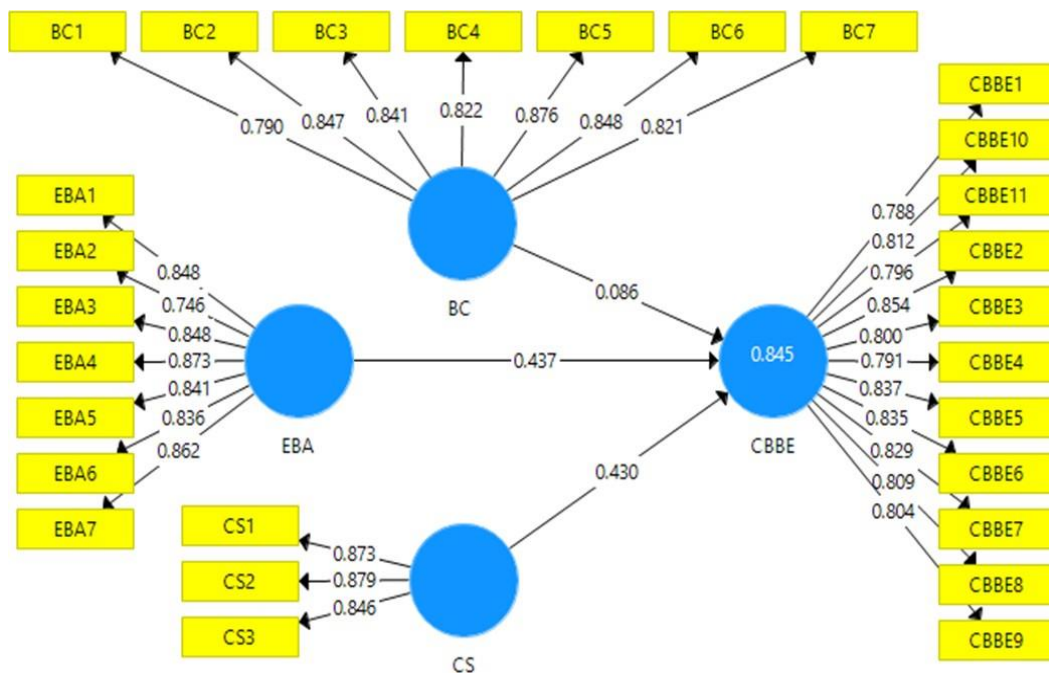 BC1
BC2
BC3
BC4
BC5
BC6
BC7
0.790
0.847
0.841
0.822
0.876
0.848
0.821
BC
EBA1
EBA2
EBA3
EBA4
EBA5
EBA6
EBA7
0.848
0.746
0.848
0.873
0.841
0.836
0.862
EBA
CS1
CS2
CS3
0.873
0.879
0.846
CS
0.086
0.437
0.430
0.845
CBBE
0.788
0.812
0.796
0.854
0.800
0.791
0.837
0.835
0.829
0.809
0.804
CBBE1
CBBE10
CBBE11
CBBE2
CBBE3
CBBE4
CBBE5
CBBE6
CBBE7
CBBE8
CBBE9